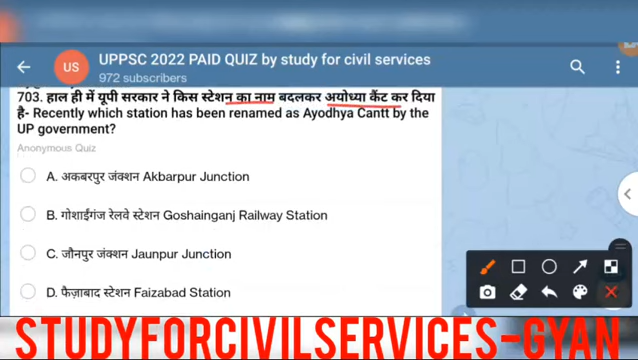 UPPSC 2022 PAID QUIZ by study for civil services
US
972 subscribers
703. हाल ही में यूपी सरकार ने किस स्टेशन का नाम बदलकर अयोध्या कैंट कर दिया
है- Recently which station has been renamed as Ayodhya Cantt by the
UP government?
Anonymous Quiz
A. अकबरपुर जंक्शन Akbarpur Junction
B. गोशाईंगंज रेलवे स्टेशन Goshainganj Railway Station
C. जौनपुर जंक्शन Jaunpur Junction
D. फैज़ाबाद स्टेशन Faizabad Station
STUDYFORCIVILSERVICES-GYAN